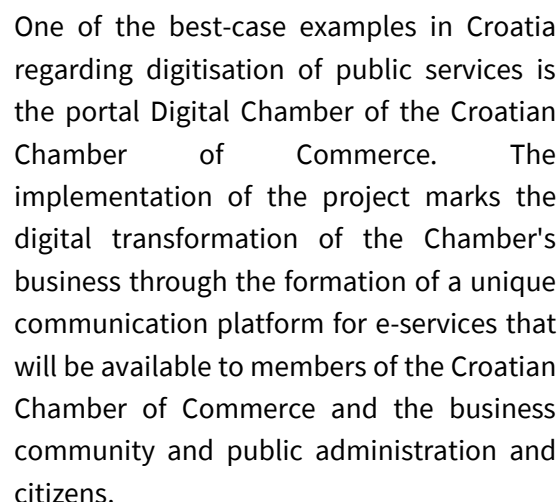 One of the best-case examples in Croatia
regarding digitisation of public services is
the portal Digital Chamber of the Croatian
Chamber of Commerce. The
implementation of the project marks the
digital transformation of the Chamber's
business through the formation of a unique
communication platform for e-services that
will be available to members of the Croatian
Chamber of Commerce and the business
community and public administration and
citizens.